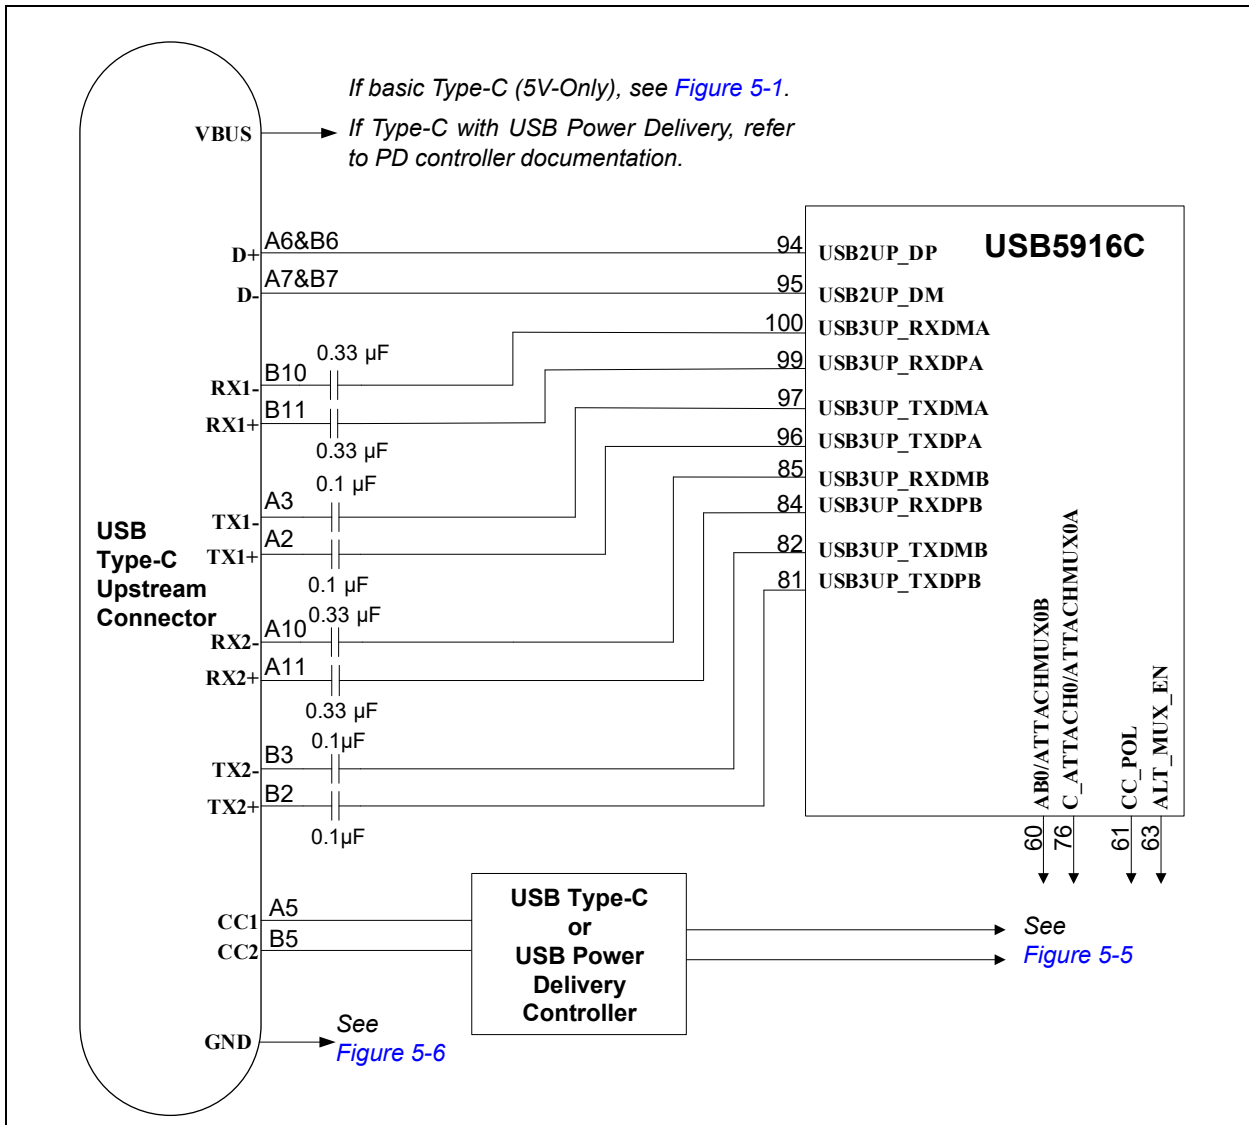 If basic Type-C (5V-Only), see Figure 5-1.
VBUS
If Type-C with USB Power Delivery, refer
to PD controller documentation.
USB5916C
D+
A6&B6
94
USB2UP_DP
D-
A7&B7
95
USB2UP_DM
100
USB3UP_RXDMA
0.33 µF
99
USB3UP_RXDPA
RX1-
B10
RX1+
B11
97
USB3UP_TXDMA
0.33 µF
96
USB3UP_TXDPA
0.1 µF
85
USB3UP_RXDMB
TX1-
A3
84
USB3UP_RXDPB
USB
Type-C
Upstream
Connector
TX1+
A2
82
USB3UP_TXDMB
0.1 µF
81
USB3UP_TXDPB
0.33 µF
RX2-
A10
RX2+
A11
0.33 µF
0.1µF
TX2-
B3
TX2+
B2
0.1µF
AB0/ATTACHMUX0B
C_ATTACH0/ATTACHMUX0A
CC_POL
ALT_MUX_EN
60
76
61
63
CC1
A5
CC2
B5
USB Type-C
or
USB Power
Delivery
Controller
See
Figure 5-5
GND
See
Figure 5-6